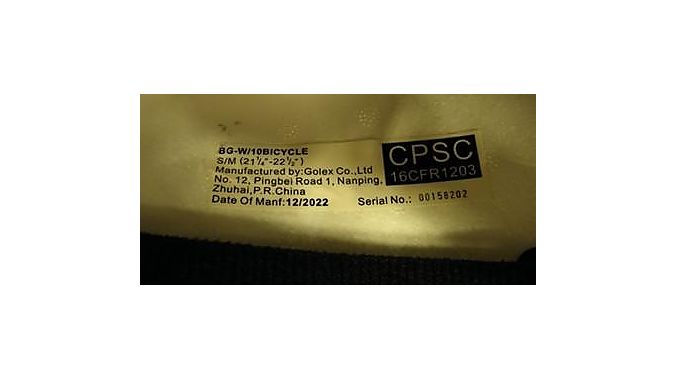 BG-W/10BICYCLE
S/M (21¼"-22½")
Manufactured by:Golex Co.,Ltd
No. 12, Pingbei Road 1, Nanping,
Zhuhai,P.R.China
Date Of Manf:12/2022 Serial No.: 00158202
CPSC
16CFR1203